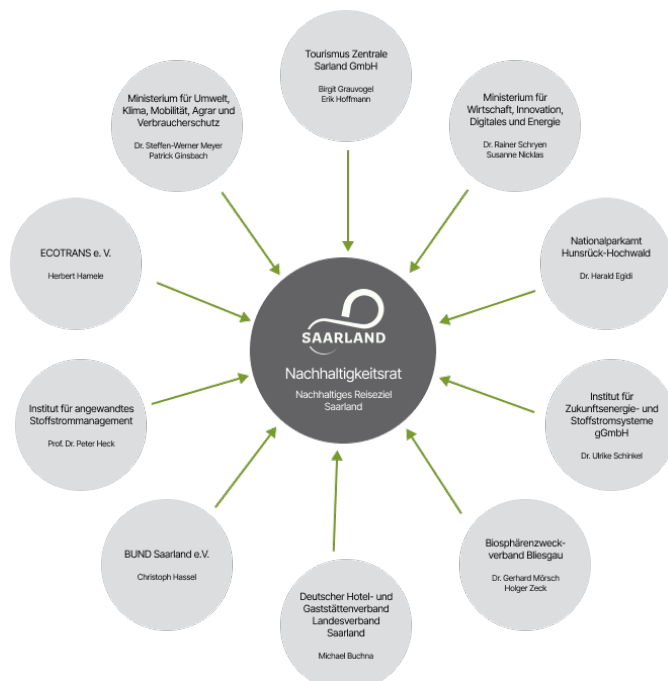 Tourismus Zentrale
Sarland GmbH
Birgit Grauvogel
Erik Hoffmann
Ministerium für Umwelt,
Klima, Mobilität, Agrar und
Verbraucherschutz
Dr. Steffen-Werner Meyer
Patrick Ginsbach
Ministerium für
Wirtschaft, Innovation,
Digitales und Energie
Dr. Rainer Schryen
Susanne Nicklas
ECOTRANS e. V.
Herbert Hamele
Nationalparkamt
Hunsrück-Hochwald
Dr. Harald Egidi
SAARLAND
Nachhaltigkeitsrat
Nachhaltiges Reiseziel
Saarland
Institut für angewandtes
Stoffstrommanagement
Prof. Dr. Peter Heck
Institut für
Zukunftsenergie- und
Stoffstromsysteme
gGmbH
Dr. Ulrike Schinkel
BUND Saarland e.V.
Christoph Hassel
Biosphärenzweck-
verband Bliesgau
Dr. Gerhard Mörsch
Holger Zeck
Deutscher Hotel- und
Gaststättenverband
Landesverband
Saarland
Michael Buchna